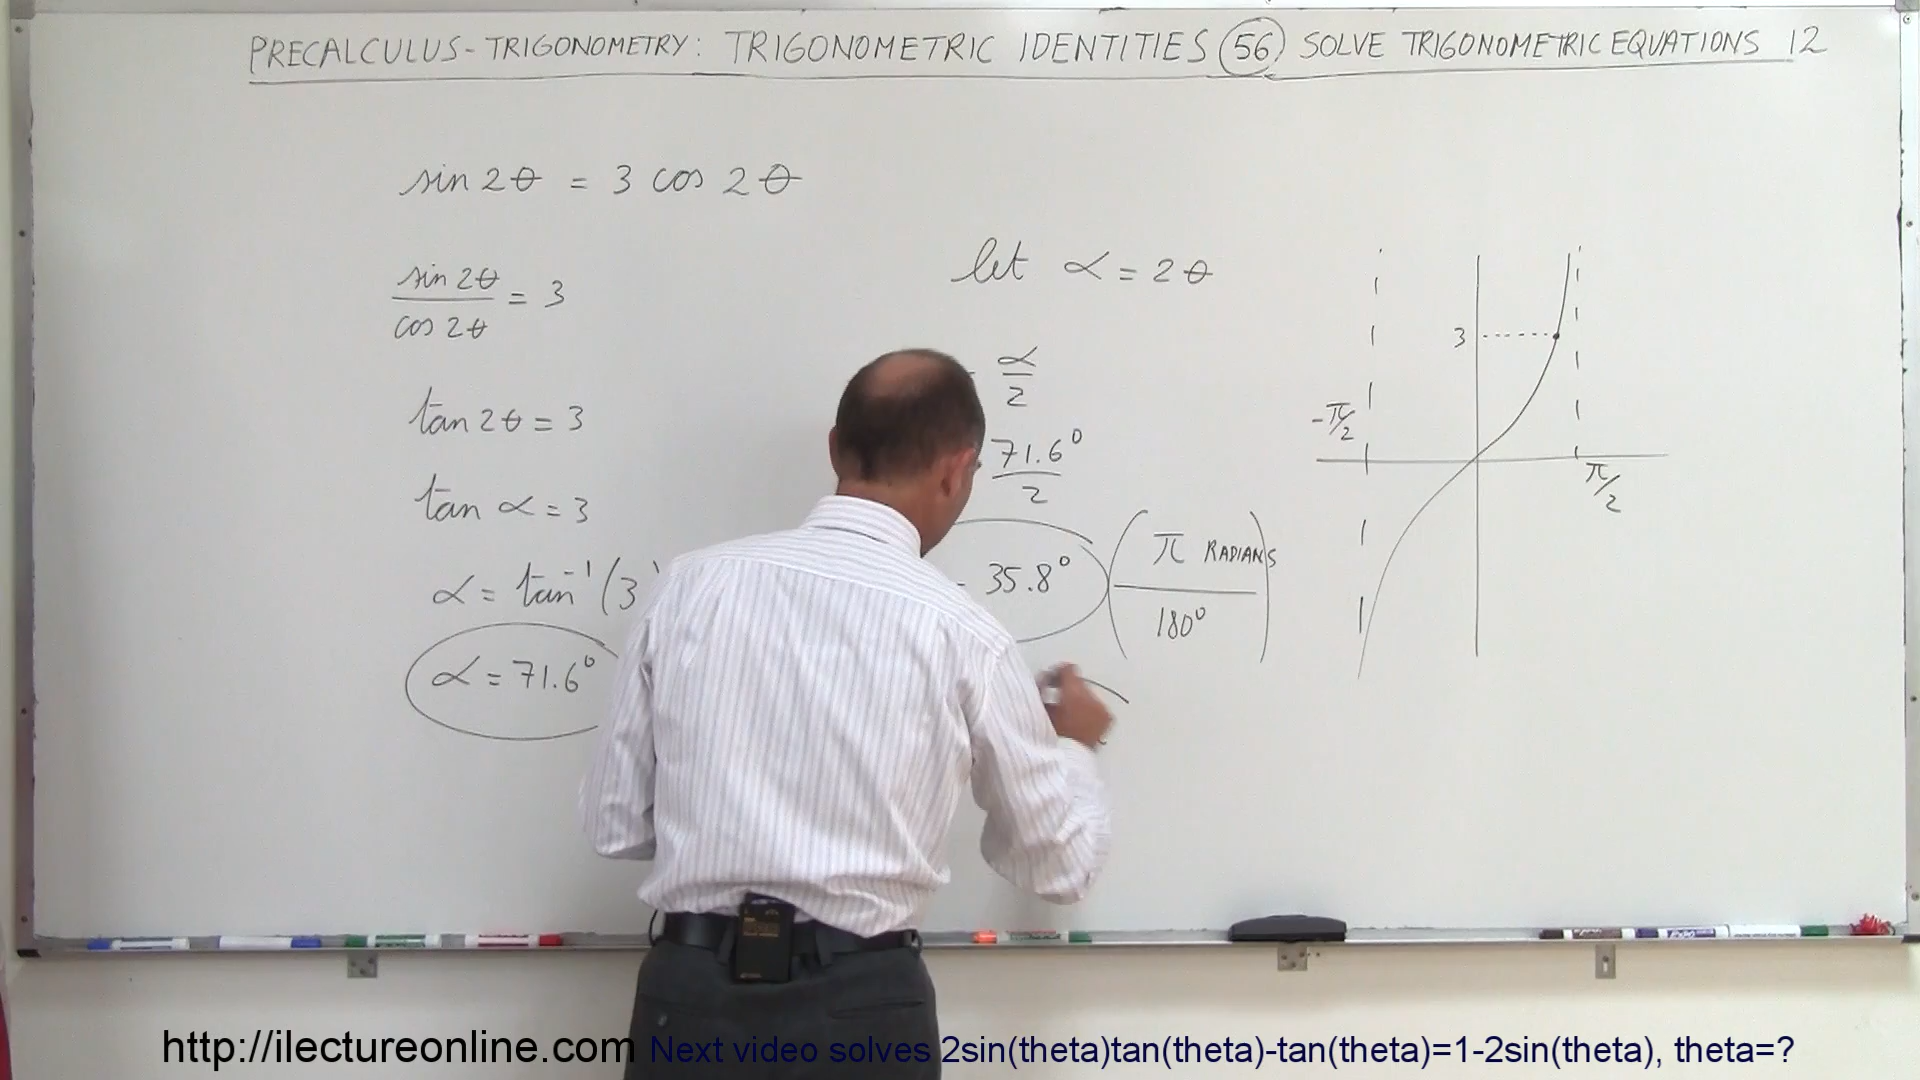 PRECALCULUS - TRIGONOMETRY: TRIGONOMETRIC IDENTITIES 56 SOLVE TRIGONOMETRIC EQUATIONS 12
sin 2θ = 3 cos 2θ
sin 2θ
cos 2θ
= 3
tan 2θ = 3
tan α = 3
α = tan⁻¹(3
α = 71.6°
let α = 2θ
α
2
71.6°
2
35.8°
(π RADIANS
180°)
3
-π/2
π/2
http://ilectureonline.com Next video solves 2sin(theta)tan(theta)-tan(theta)=1-2sin(theta), theta=?